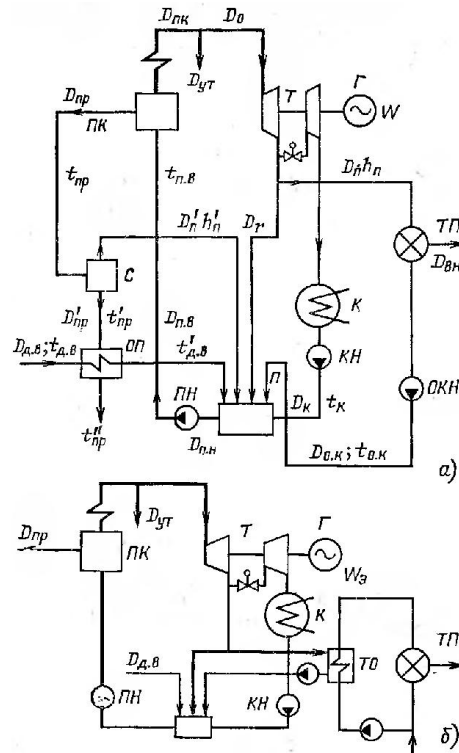 D_пк D_0
D_ут
D_пр
ПК
Т
Г
W
t_пр
t_п.в
D_п h_п
D'_п h'_п
D_r
ТП
D_вн
С
D'_пр
t'_пр
D_п.в
К
D_д.в; t_д.в
ОП
t'_д.в
КН
ПН
П
ОКН
D_к
t_к
t''_пр
D_п.н
D_о.к; t_о.к
а)
D_ут
Т
Г
D_пр
ПК
W_э
К
D_д.в
ТО
ТП
ПН
КН
б)